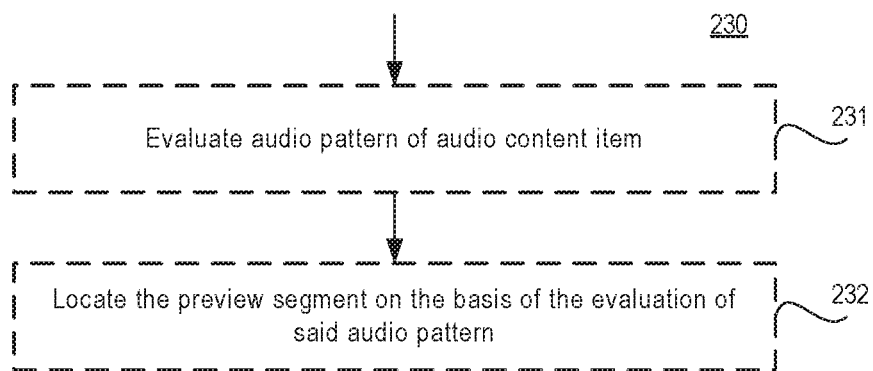 230
Evaluate audio pattern of audio content item
231
Locate the preview segment on the basis of the evaluation of
said audio pattern
232